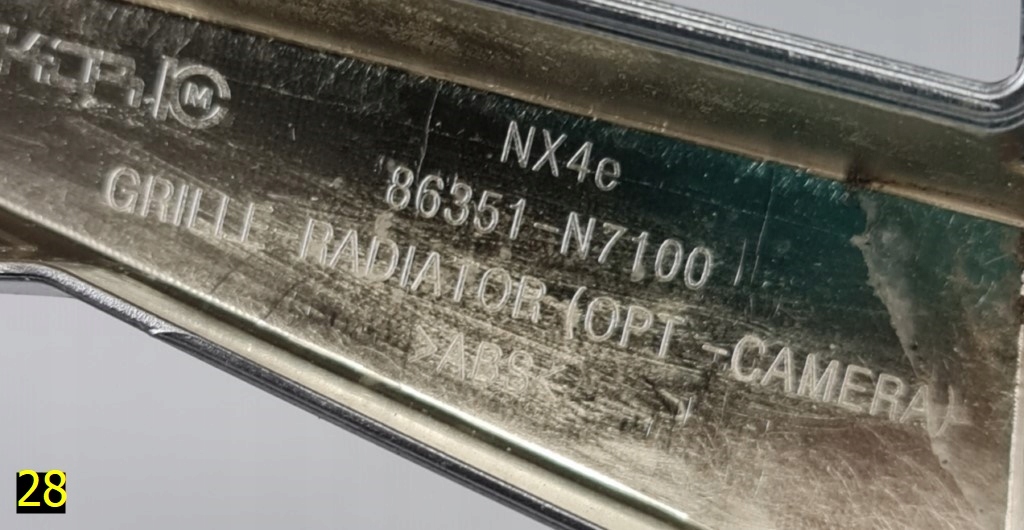 NX4e
86351-N7100
GRILLE RADIATOR (OPT -CAMERA)
>ABS<
28